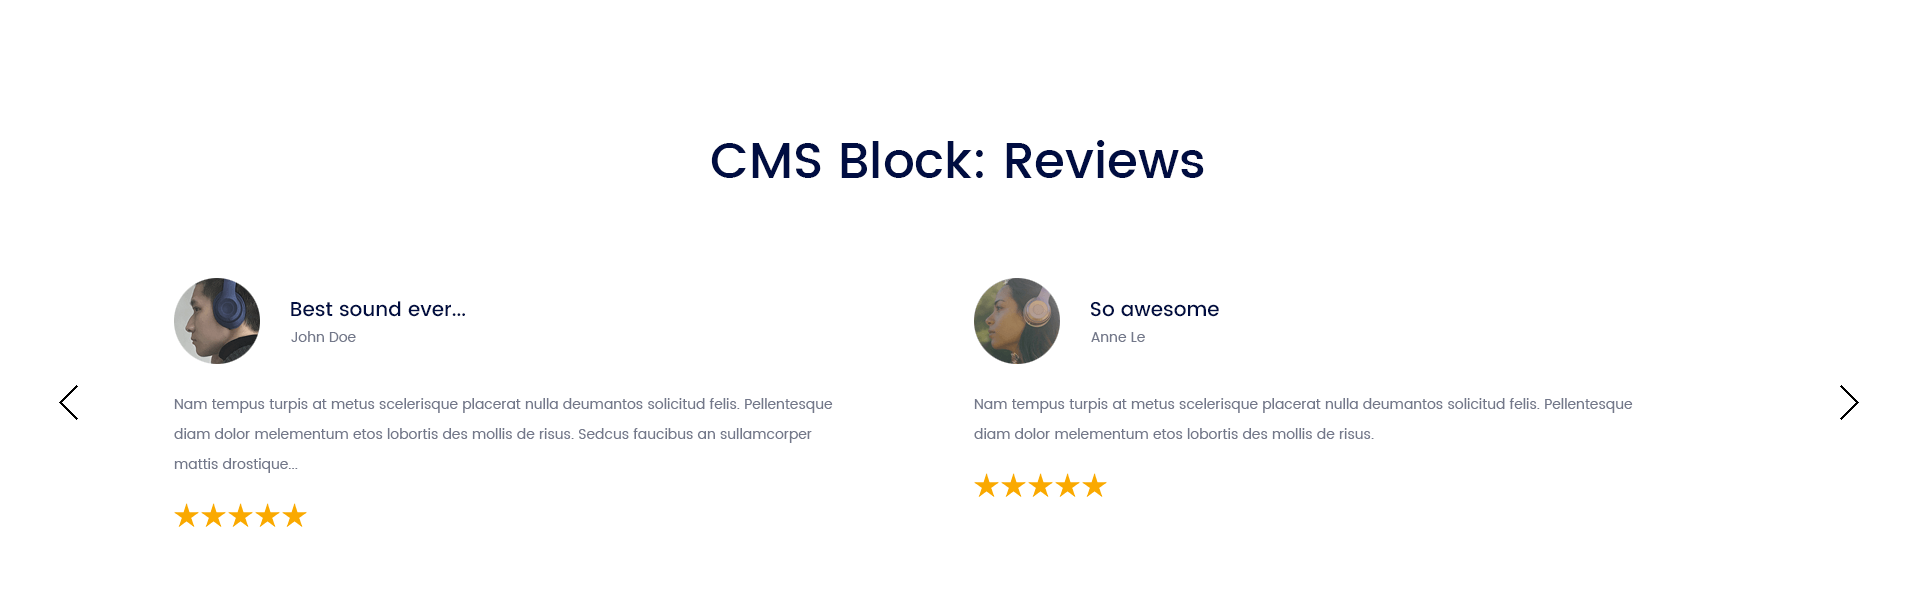 CMS Block: Reviews
Best sound ever...
John Doe
Nam tempus turpis at metus scelerisque placerat nulla deumantos solicitud felis. Pellentesque
diam dolor melementum etos lobortis des mollis de risus. Sedcus faucibus an sullamcorper
mattis drostique...
So awesome
Anne Le
Nam tempus turpis at metus scelerisque placerat nulla deumantos solicitud felis. Pellentesque
diam dolor melementum etos lobortis des mollis de risus.